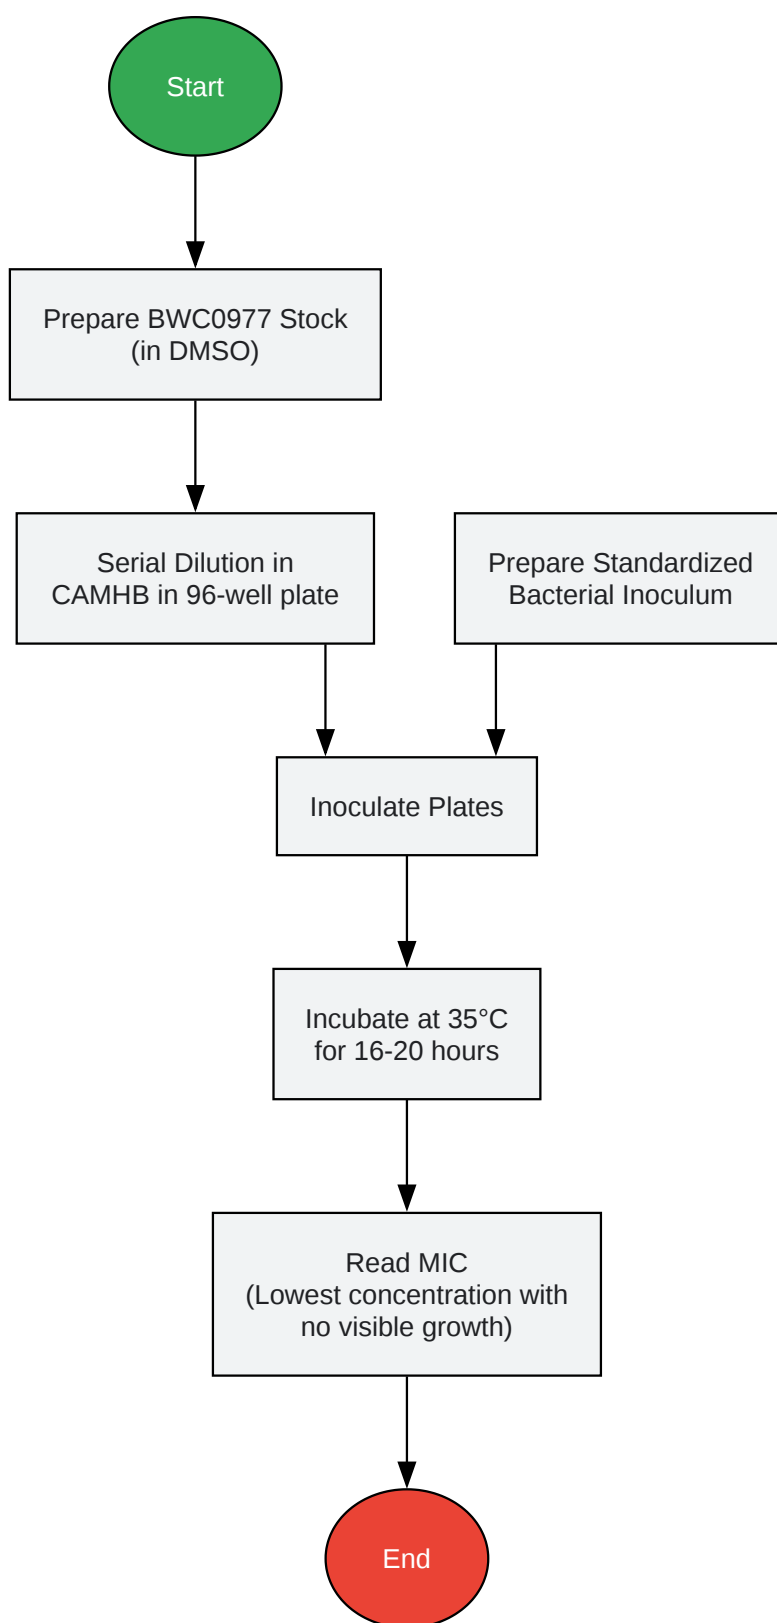 Start
Prepare BWC0977 Stock
(in DMSO)
Serial Dilution in
CAMHB in 96-well plate
Prepare Standardized
Bacterial Inoculum
Inoculate Plates
Incubate at 35°C
for 16-20 hours
Read MIC
(Lowest concentration with
no visible growth)
End